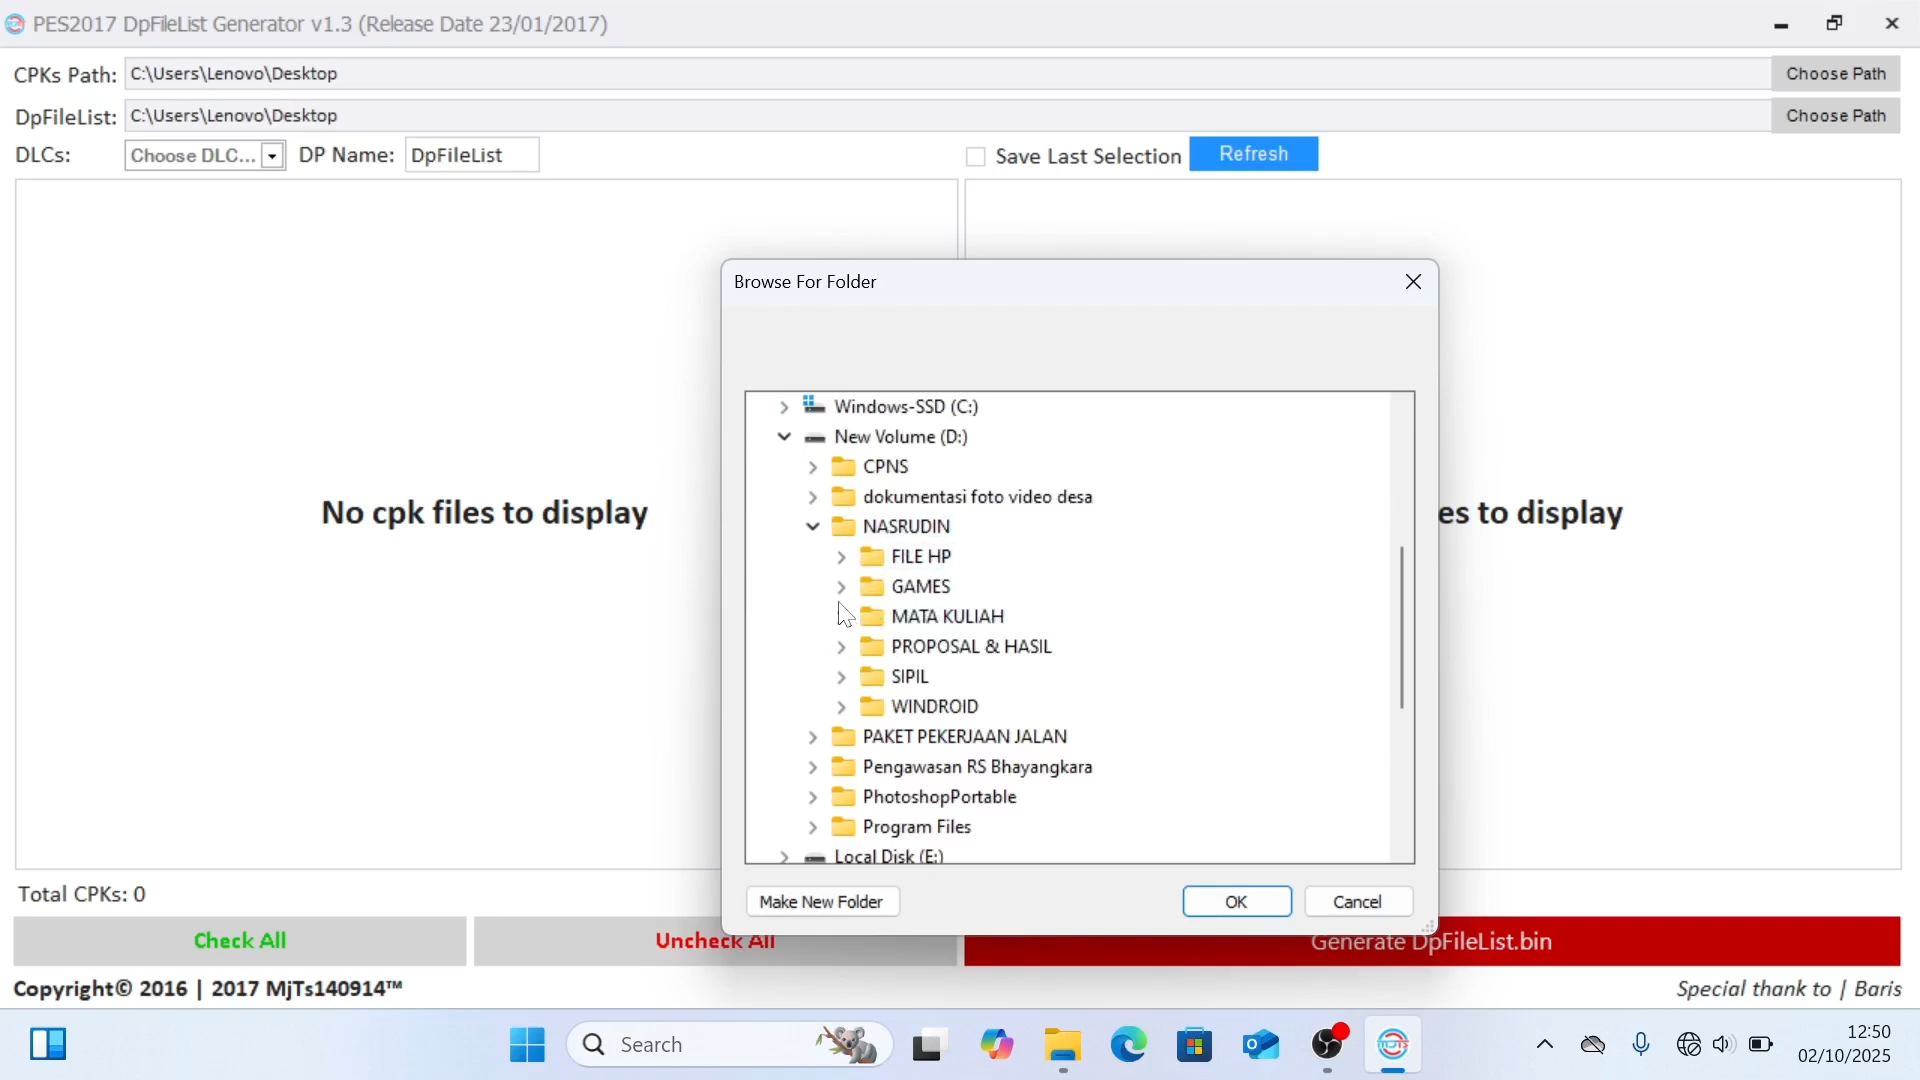 PES2017 DpFileList Generator v1.3 (Release Date 23/01/2017)
CPKs Path: C:\Users\Lenovo\Desktop Choose Path
DpFileList: C:\Users\Lenovo\Desktop Choose Path
DLCs: Choose DLC... DP Name: DpFileList Save Last Selection Refresh
Browse For Folder
Windows-SSD (C:)
New Volume (D:)
CPNS
dokumentasi foto video desa
NASRUDIN
FILE HP
GAMES
MATA KULIAH
PROPOSAL & HASIL
SIPIL
WINDROID
PAKET PEKERJAAN JALAN
Pengawasan RS Bhayangkara
PhotoshopPortable
Program Files
Local Disk (E:)
Make New Folder OK Cancel
No cpk files to display
es to display
Total CPKs: 0
Check All Uncheck All Generate DpFileList.bin
Copyright© 2016 | 2017 MjTs140914™ Special thank to | Baris
Search
12:50
02/10/2025